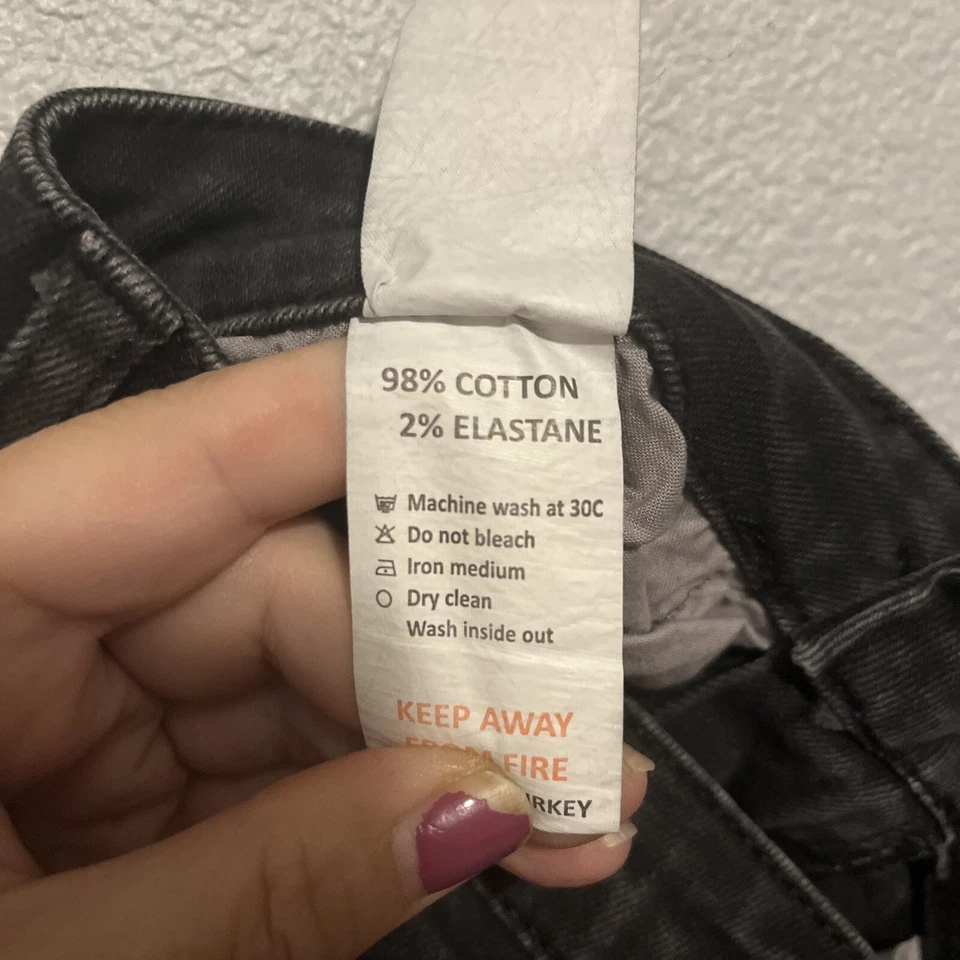 98% COTTON
2% ELASTANE
Machine wash at 30C
Do not bleach
Iron medium
Dry clean
Wash inside out
KEEP AWAY
FROM FIRE